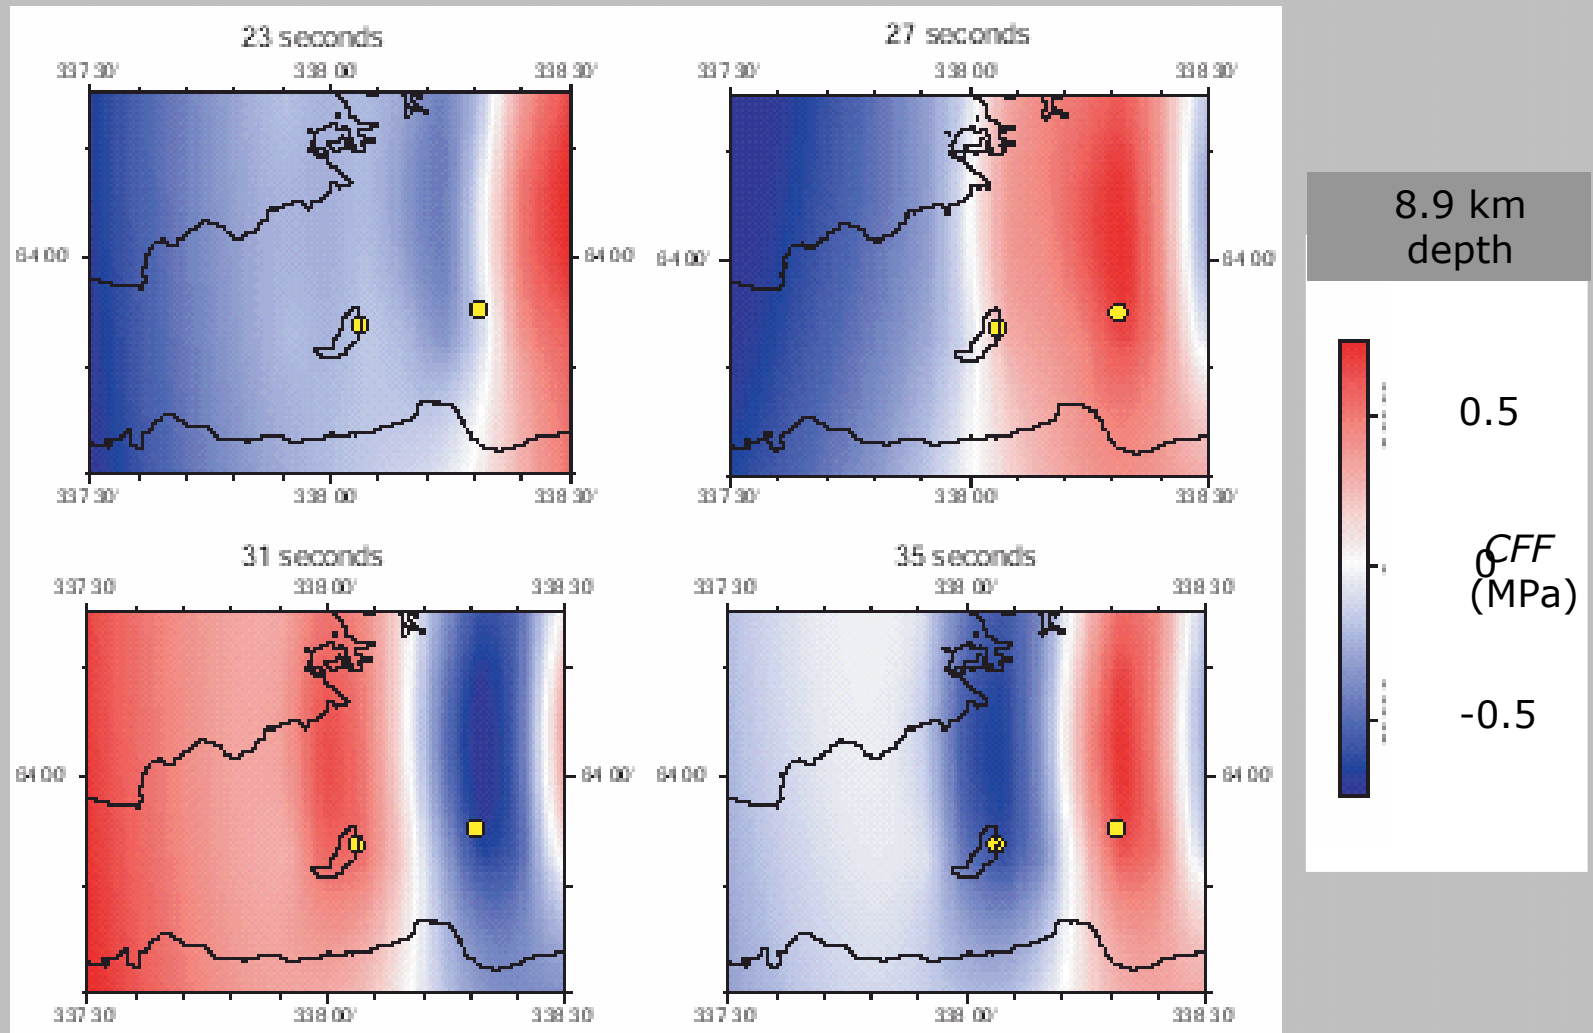 23 seconds
337 30' 338 00' 338 30'
64 00' 64 00'
337 30' 338 00' 338 30'
27 seconds
337 30' 338 00' 338 30'
64 00' 64 00'
337 30' 338 00' 338 30'
31 seconds
337 30' 338 00' 338 30'
64 00' 64 00'
337 30' 338 00' 338 30'
35 seconds
337 30' 338 00' 338 30'
64 00' 64 00'
337 30' 338 00' 338 30'
8.9 km
depth
0.5
0
CFF
(MPa)
-0.5